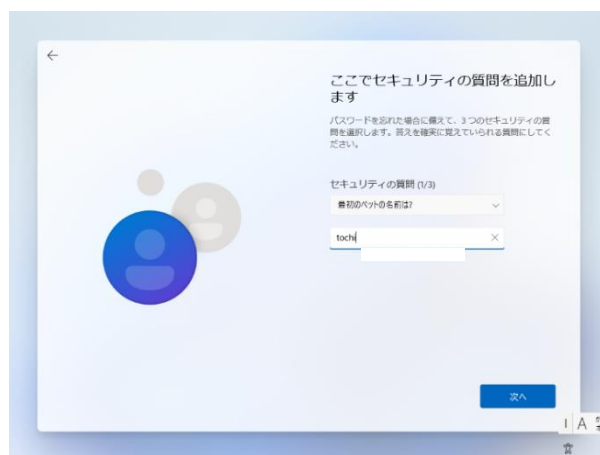 ここでセキュリティの質問を追加し
ます
パスワードを忘れた場合に備えて、3 つのセキュリティの質
問を選択します。答えを確実に覚えていられる質問にしてく
ださい。
セキュリティの質問 (1/3)
最初のペットの名前は?
tochi
次へ
A